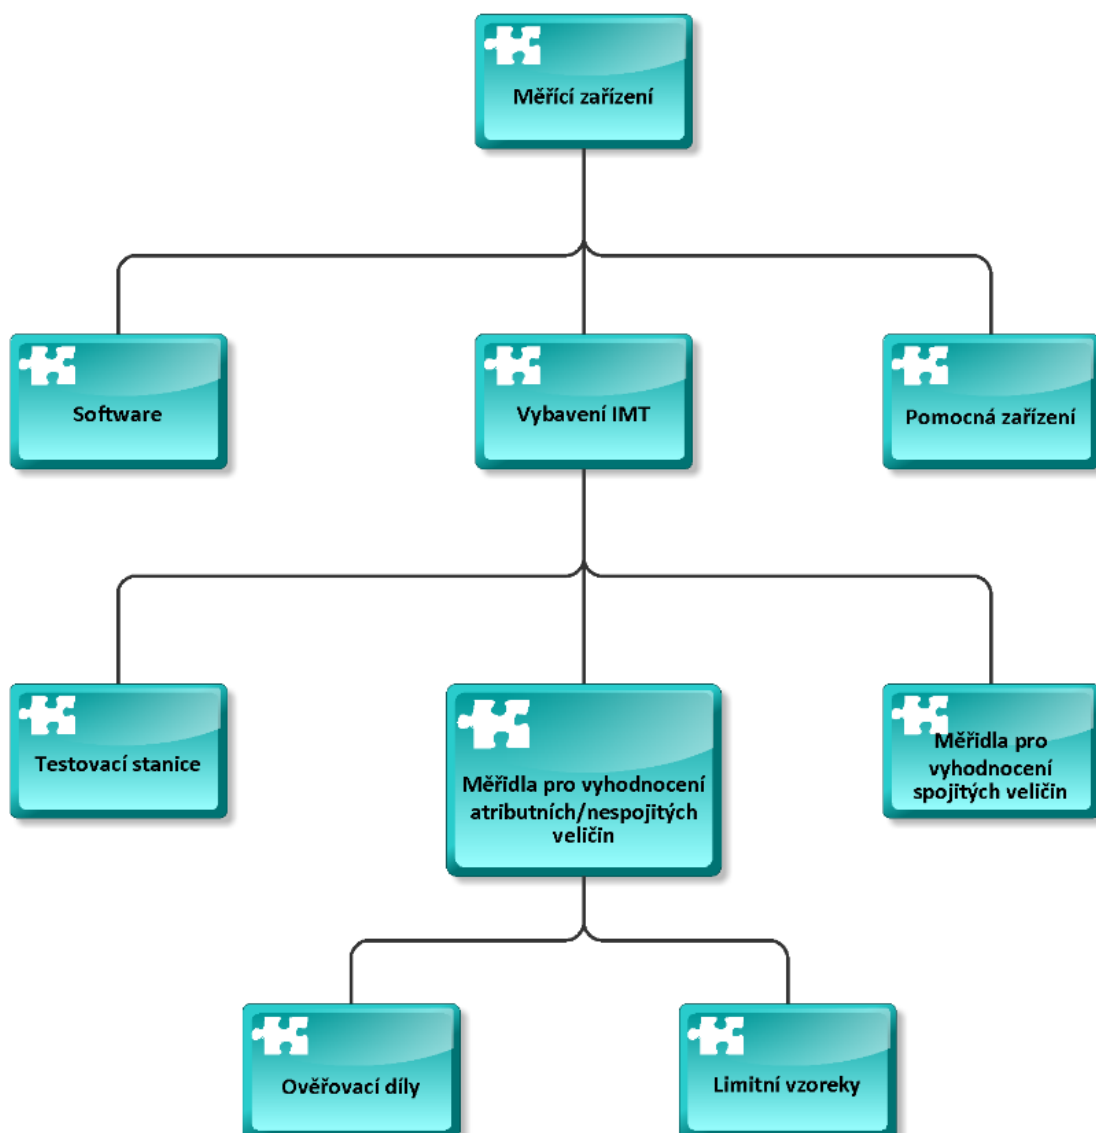 Měřící zařízení
Software
Vybavení IMT
Pomocná zařízení
Testovací stanice
Měřidla pro vyhodnocení
atributních/nespojitých
veličin
Měřidla pro
vyhodnocení
spojitých veličin
Ověřovací díly
Limitní vzoreky